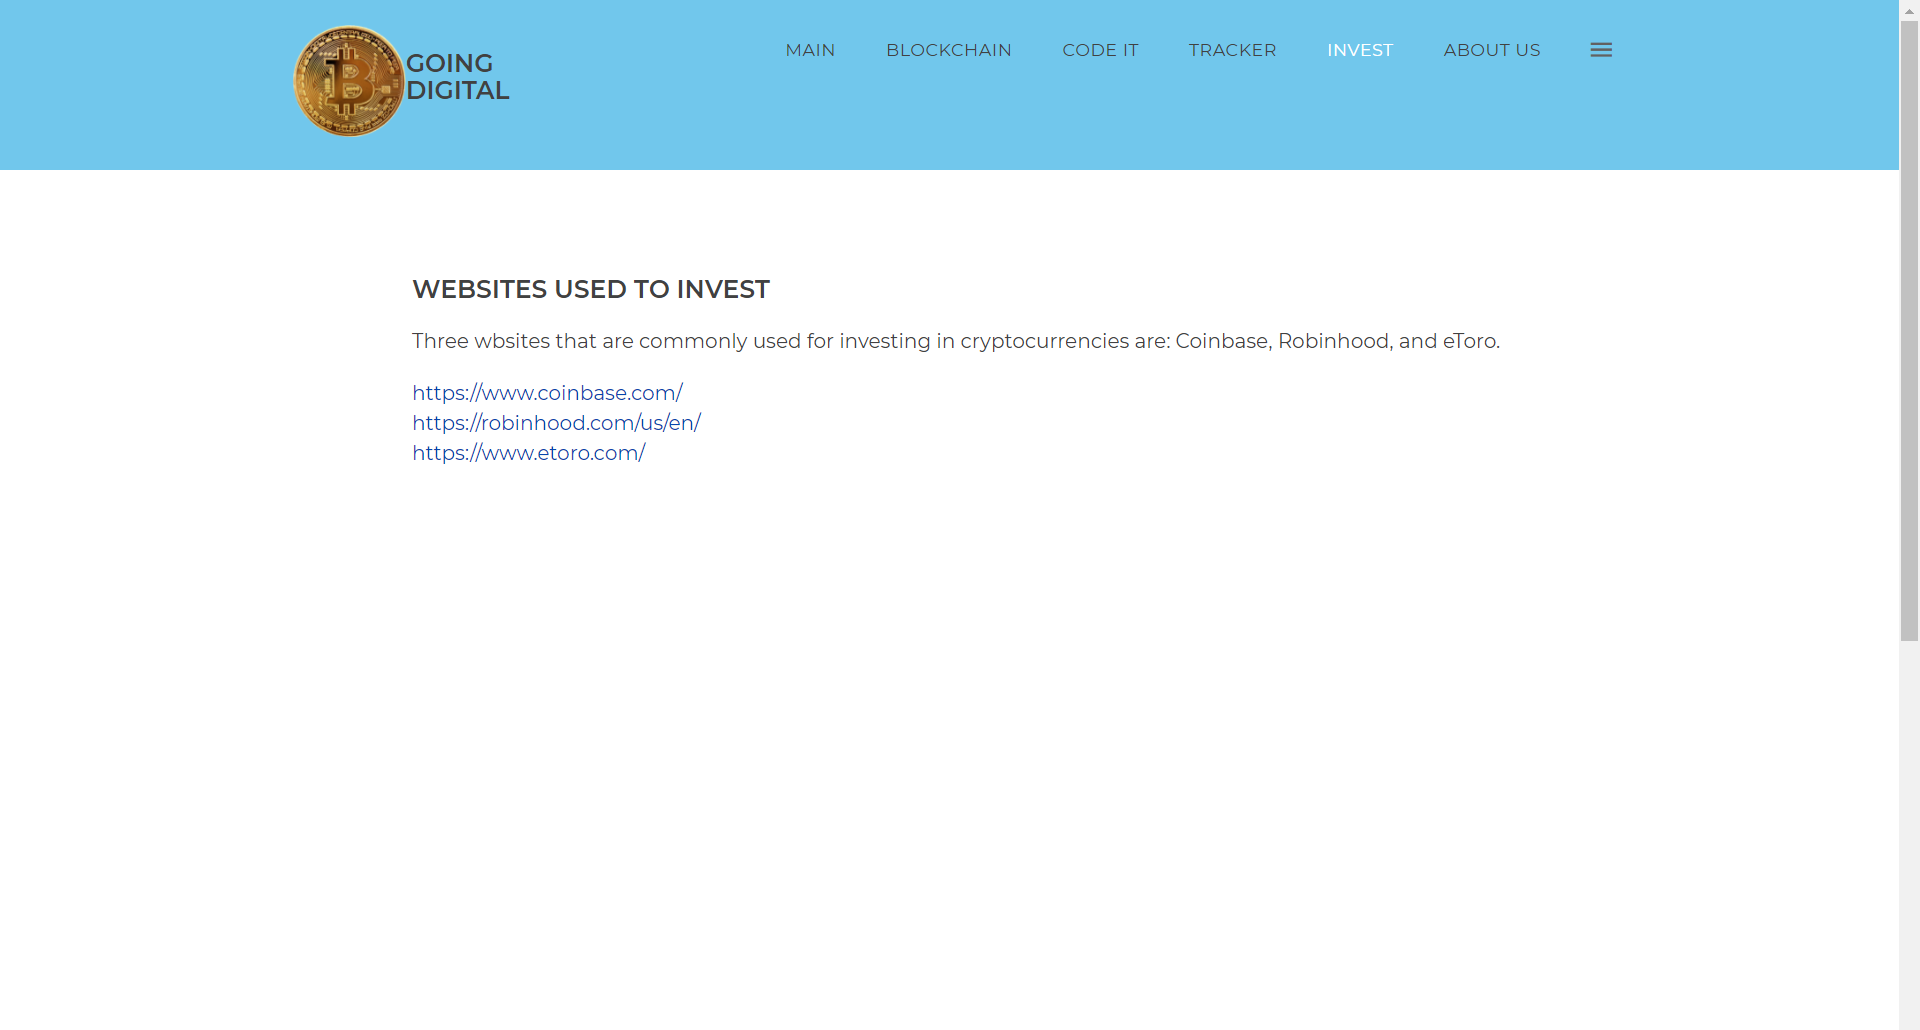 GOING
DIGITAL
MAIN BLOCKCHAIN CODE IT TRACKER INVEST ABOUT US
WEBSITES USED TO INVEST
Three wbsites that are commonly used for investing in cryptocurrencies are: Coinbase, Robinhood, and eToro.
https://www.coinbase.com/
https://robinhood.com/us/en/
https://www.etoro.com/